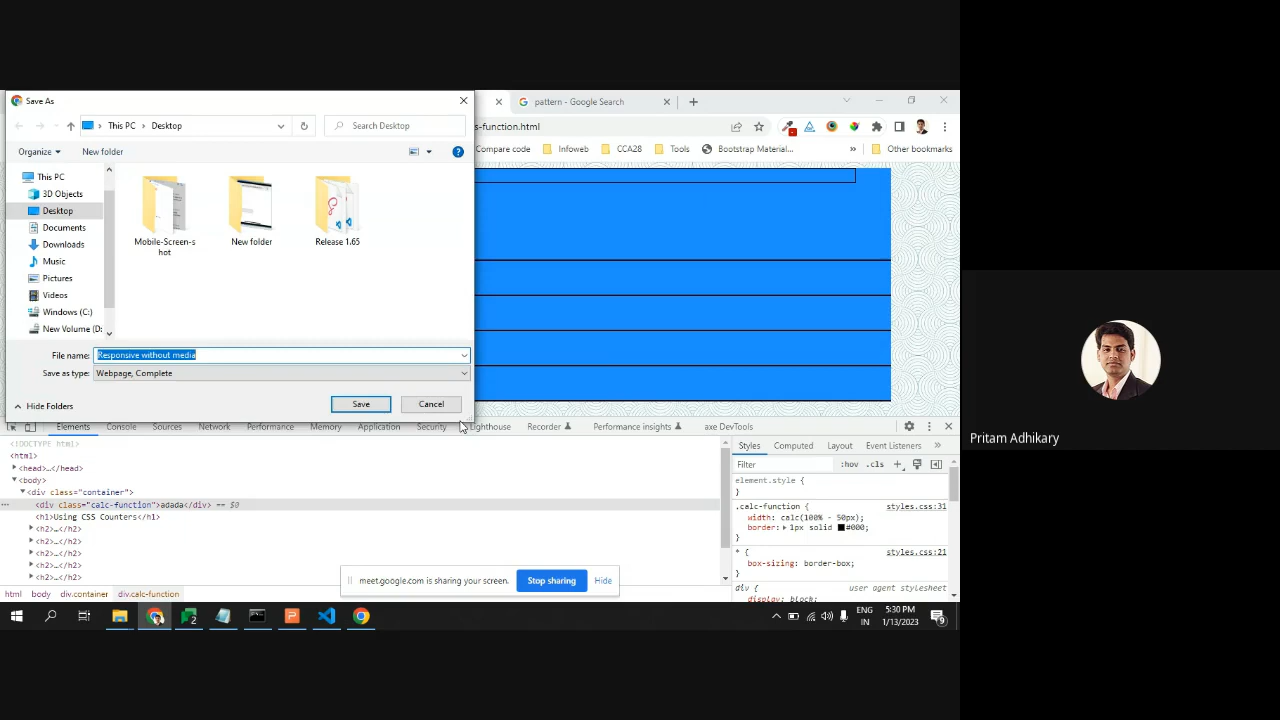 Save As
This PC
Desktop
Search Desktop
Organize
New folder
This PC
3D Objects
Desktop
Documents
Downloads
Music
Pictures
Videos
Windows (C:)
New Volume (D:
Mobile-Screen-s
hot
New folder
Release 1.65
File name:
Responsive without media
Save as type:
Webpage, Complete
Hide Folders
Save
Cancel
pattern - Google Search
s-function.html
Compare code
Infoweb
CCA28
Tools
Bootstrap Material...
»
Other bookmarks
Elements
Console
Sources
Network
Performance
Memory
Application
Security
Lighthouse
Recorder
Performance insights
axe DevTools
<!DOCTYPE html>
<html>
<head>…</head>
<body>
<div class="container">
<div class="calc-function">adada</div> == $0
<h1>Using CSS Counters</h1>
<h2>…</h2>
<h2>…</h2>
<h2>…</h2>
<h2>…</h2>
<h2>…</h2>
html
body
div.container
div.calc-function
Styles
Computed
Layout
Event Listeners
»
Filter
:hov
.cls
+
element.style {
}
.calc-function {
styles.css:31
width: calc(100% - 50px);
border: 1px solid #000;
}
* {
styles.css:21
box-sizing: border-box;
}
div {
user agent stylesheet
display: block;
meet.google.com is sharing your screen.
Stop sharing
Hide
ENG
IN
5:30 PM
1/13/2023
9
Pritam Adhikary